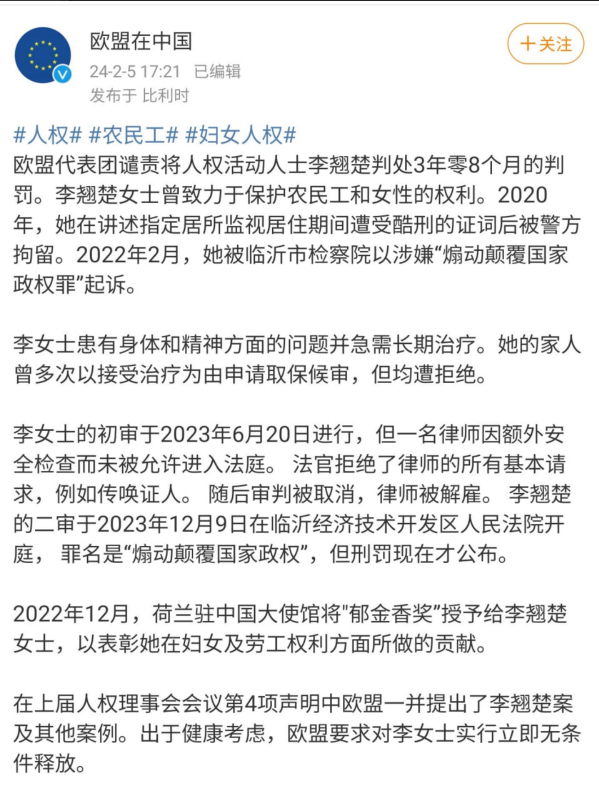 欧盟在中国
24-2-5 17:21 已编辑
发布于 比利时
+关注
V
#人权# #农民工# #妇女人权#
欧盟代表团谴责将人权活动人士李翘楚判处3年零8个月的判
罚。李翘楚女士曾致力于保护农民工和女性的权利。2020
年，她在讲述指定居所监视居住期间遭受酷刑的证词后被警方
拘留。2022年2月，她被临沂市检察院以涉嫌“煽动颠覆国家
政权罪”起诉。
李女士患有身体和精神方面的问题并急需长期治疗。她的家人
曾多次以接受治疗为由申请取保候审，但均遭拒绝。
李女士的初审于2023年6月20日进行，但一名律师因额外安
全检查而未被允许进入法庭。 法官拒绝了律师的所有基本请
求，例如传唤证人。 随后审判被取消，律师被解雇。 李翘楚
的二审于2023年12月9日在临沂经济技术开发区人民法院开
庭， 罪名是“煽动颠覆国家政权”，但刑罚现在才公布。
2022年12月，荷兰驻中国大使馆将"郁金香奖”授予给李翘楚
女士，以表彰她在妇女及劳工权利方面所做的贡献。
在上届人权理事会会议第4项声明中欧盟一并提出了李翘楚案
及其他案例。出于健康考虑，欧盟要求对李女士实行立即无条
件释放。